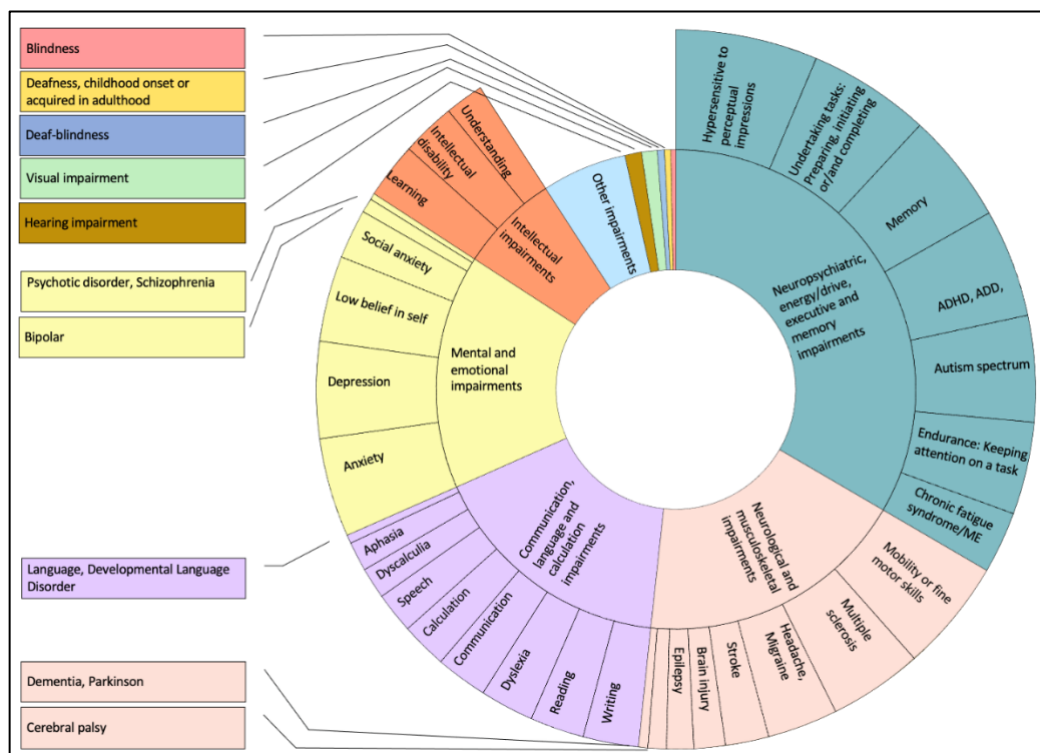 Blindness
Deafness, childhood onset or
acquired in adulthood
Deaf-blindness
Visual impairment
Hearing impairment
Psychotic disorder, Schizophrenia
Bipolar
Language, Developmental Language
Disorder
Dementia, Parkinson
Cerebral palsy
Hypersensitive to
perceptual
impressions
Undertaking tasks:
Preparing, initiating
or/and completing
Memory
ADHD, ADD,
Autism spectrum
Endurance: Keeping
attention on a task
Chronic fatigue
syndrome/ME
Neuropsychiatric,
energy/drive,
executive and
memory
impairments
Mobility or fine
motor skills
Multiple
sclerosis
Headache,
Migraine
Stroke
Brain injury
Epilepsy
Neurological and
musculoskeletal
impairments
Writing
Reading
Dyslexia
Communication
Calculation
Speech
Dyscalculia
Aphasia
Communication,
language and
calculation
impairments
Anxiety
Depression
Low belief in self
Social anxiety
Mental and
emotional
impairments
Learning
Intellectual
disability
Understanding
Intellectual
impairments
Other impairments